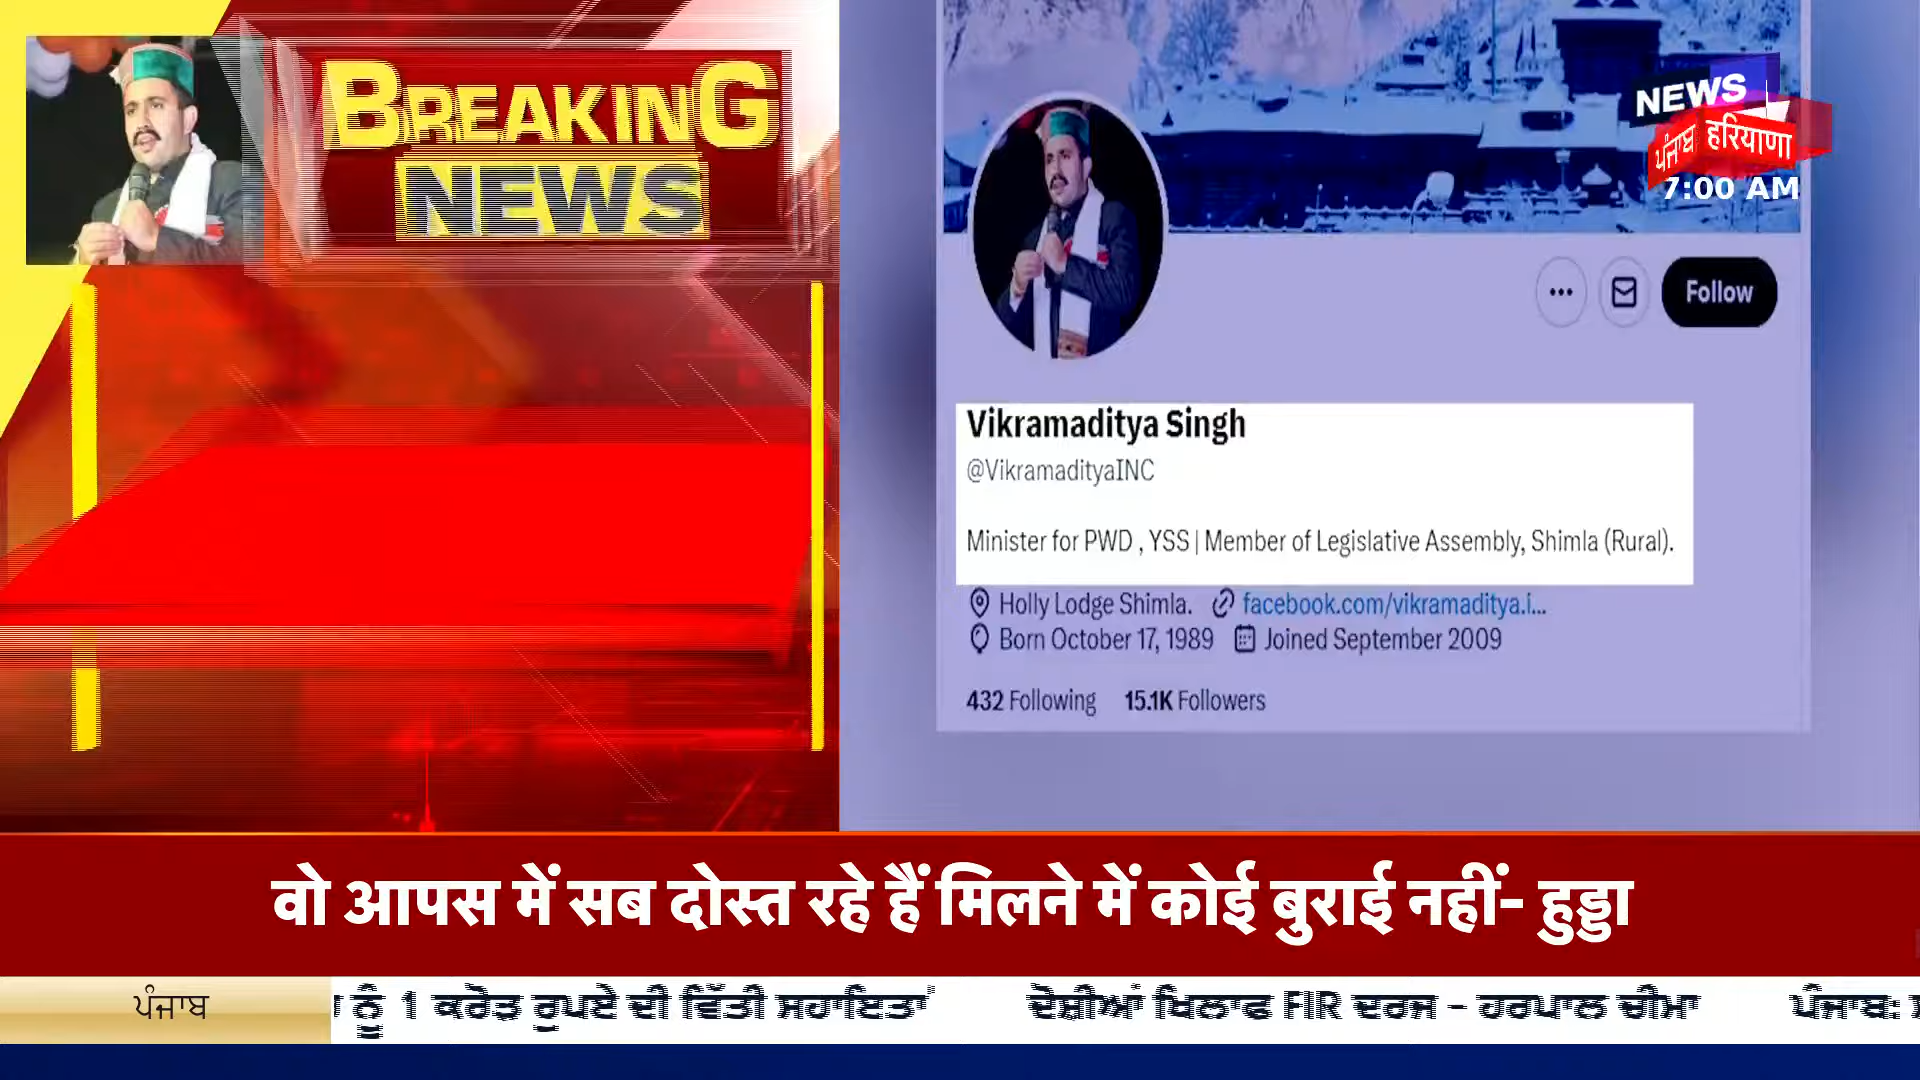 BREAKING
NEWS
NEWS
ਪੰਜਾਬ हरियाणा
7:00 AM
Follow
Vikramaditya Singh
@VikramadityaINC
Minister for PWD , YSS | Member of Legislative Assembly, Shimla (Rural).
Holly Lodge Shimla. facebook.com/vikramaditya.i...
Born October 17, 1989 Joined September 2009
432 Following 15.1K Followers
वो आपस में सब दोस्त रहे हैं मिलने में कोई बुराई नहीं- हुड्डा
ਪੰਜਾਬ
ਨੂੰ 1 ਕਰੋੜ ਰੁਪਏ ਦੀ ਵਿੱਤੀ ਸਹਾਇਤਾ ਦੋਸ਼ੀਆਂ ਖਿਲਾਫ FIR ਦਰਜ - ਹਰਪਾਲ ਚੀਮਾ ਪੰਜਾਬ: